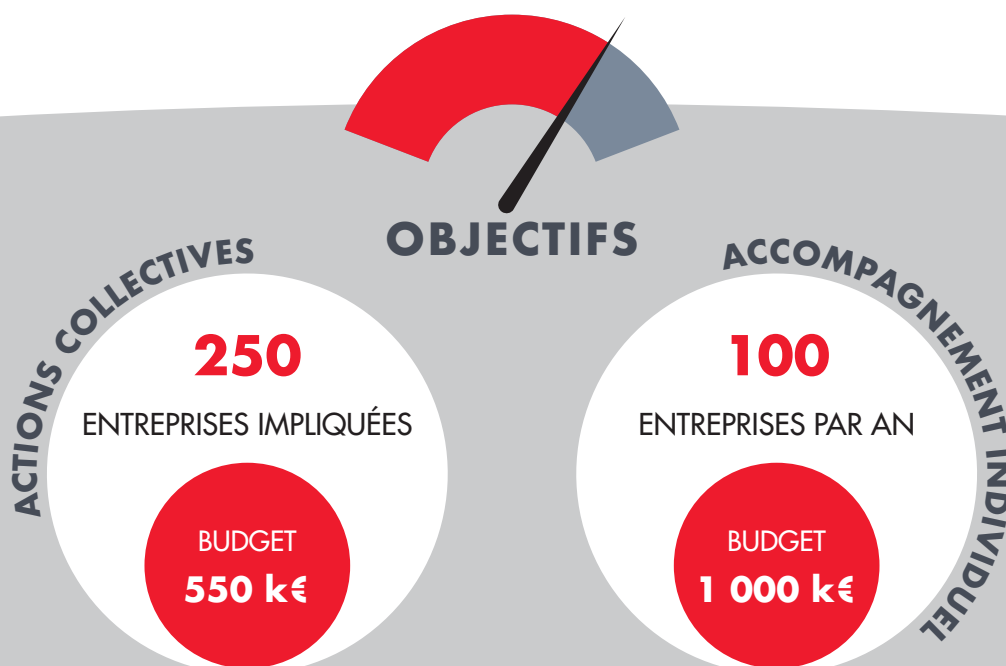 OBJECTIFS
ACTIONS COLLECTIVES
250
ENTREPRISES IMPLIQUÉES
BUDGET
550 k€
ACCOMPAGNEMENT INDIVIDUEL
100
ENTREPRISES PAR AN
BUDGET
1 000 k€